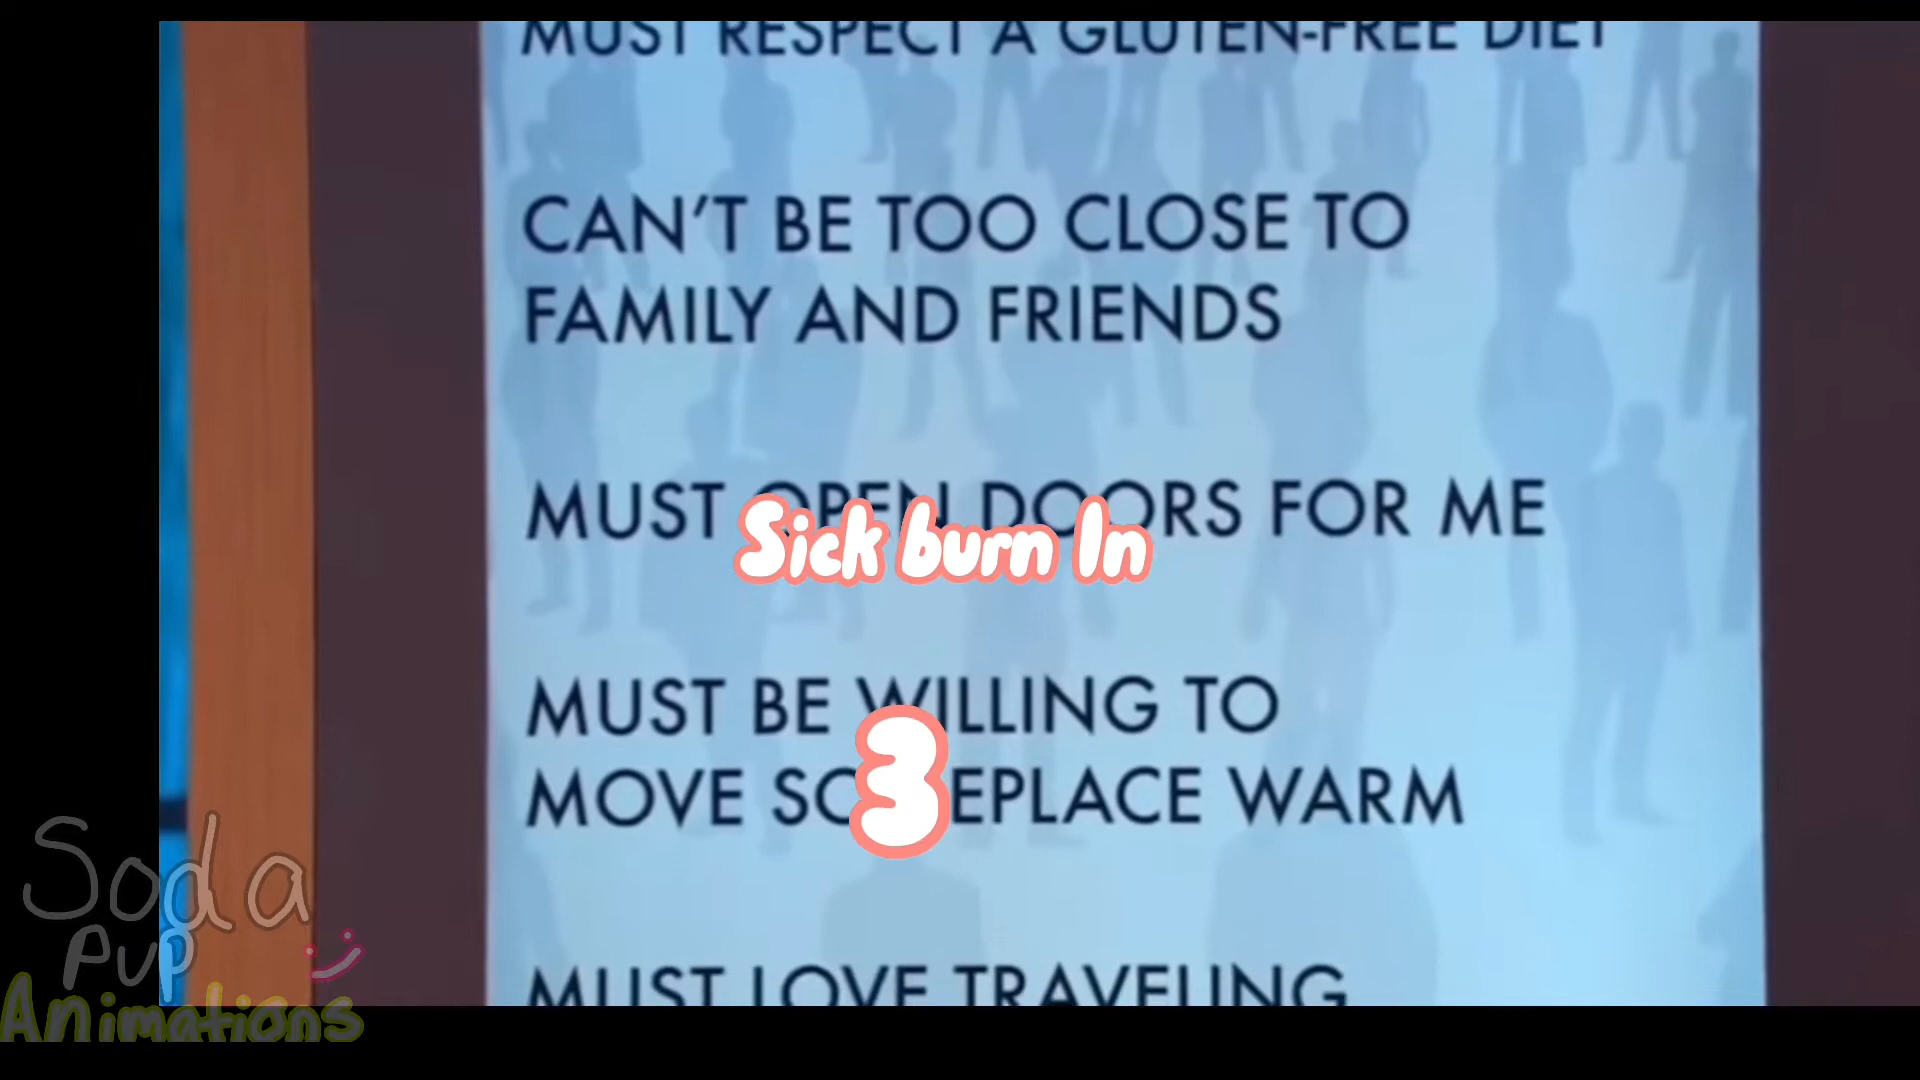 MUST RESPECT A GLUTEN-FREE DIET
CAN'T BE TOO CLOSE TO
FAMILY AND FRIENDS
MUST OPEN DOORS FOR ME
Sick burn In
MUST BE WILLING TO
3
MOVE SOMEPLACE WARM
MUST LOVE TRAVELING
Soda
Pup
Animations